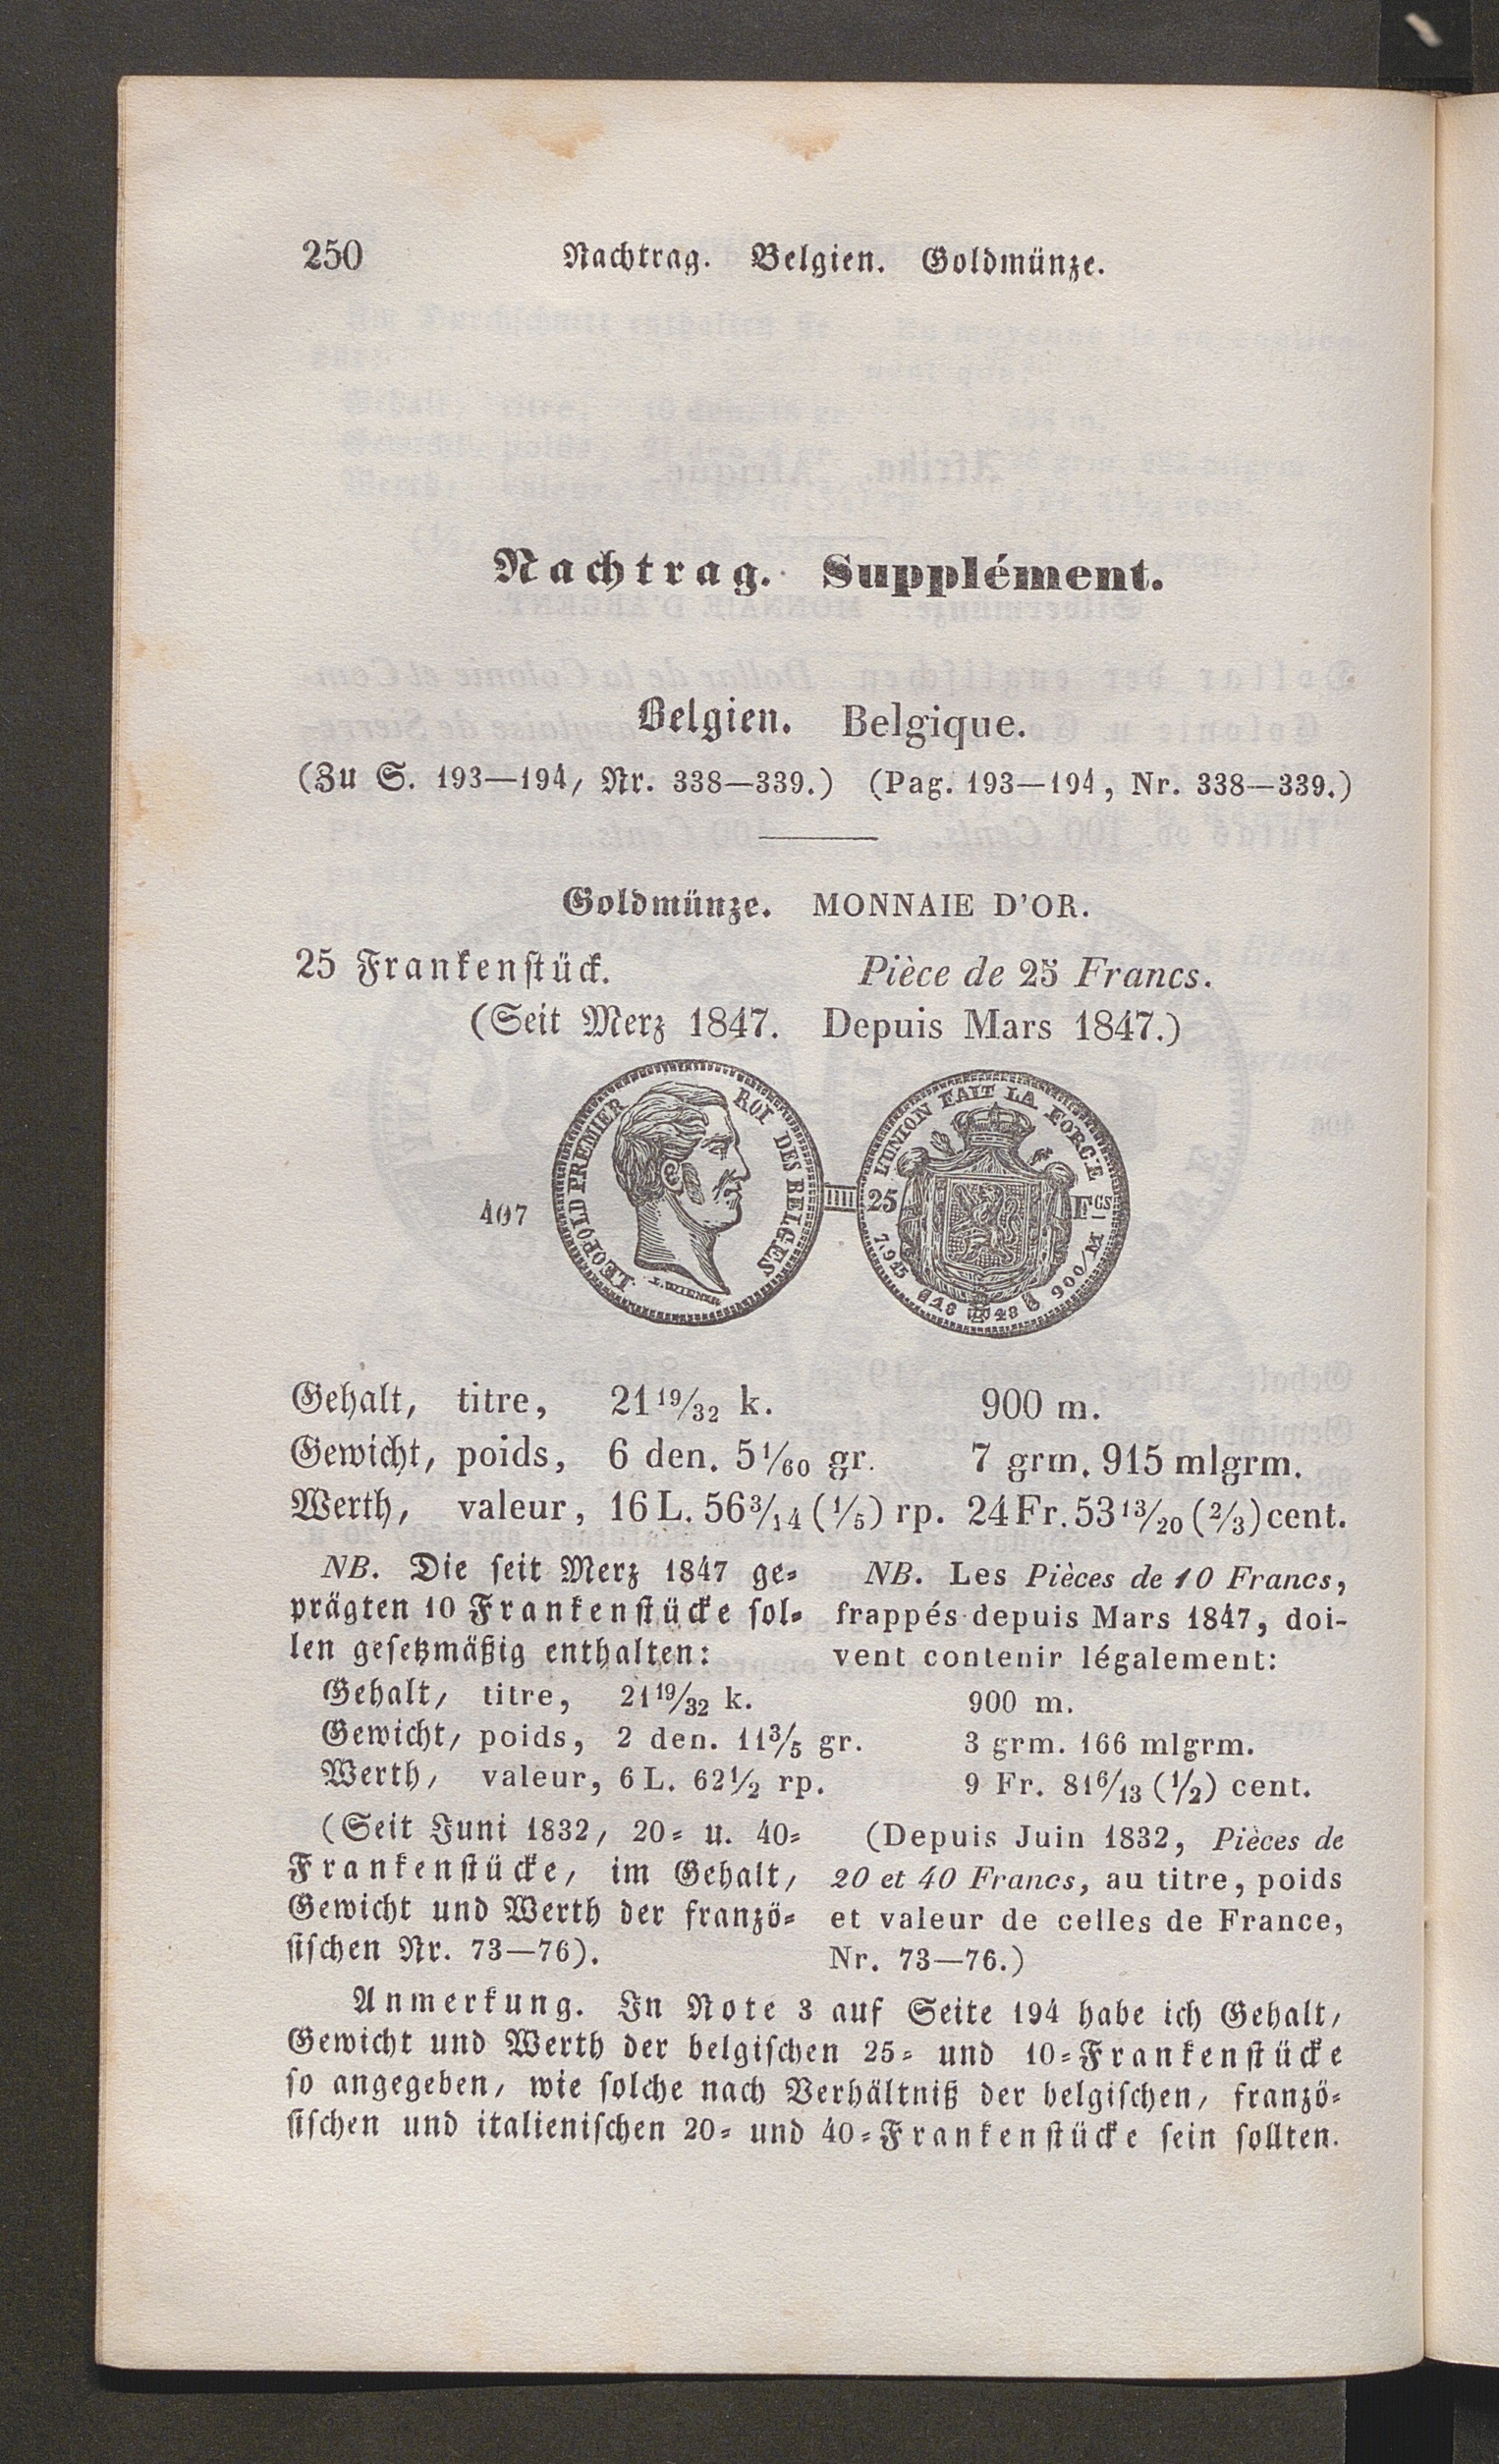 250 Nachtrag. Belgien. Goldmünze.
Nachtrag. Supplément.
Belgien. Belgique.
(Zu S. 193—194, Nr. 338—339.) (Pag. 193—194, Nr. 338—339.)
Goldmünze. MONNAIE D'OR.
25 Frankenstück. Pièce de 25 Francs.
(Seit Merz 1847. Depuis Mars 1847.)
407
LEOPOLD PREMIER ROI DES BELGES
L'UNION FAIT LA FORCE
25 Fcs
7.915 1848 900/M
Gehalt, titre, 21 19/32 k. 900 m.
Gewicht, poids, 6 den. 5 1/60 gr. 7 grm. 915 mlgrm.
Werth, valeur, 16 L. 56 3/14 (1/5) rp. 24 Fr. 53 13/20 (2/3) cent.
NB. Die seit Merz 1847 ge-
prägten 10 Frankenstücke sol-
len gesetzmäßig enthalten:
NB. Les Pièces de 10 Francs,
frappés depuis Mars 1847, doi-
vent contenir légalement:
Gehalt, titre, 21 19/32 k. 900 m.
Gewicht, poids, 2 den. 11 3/5 gr. 3 grm. 166 mlgrm.
Werth, valeur, 6 L. 62 1/2 rp. 9 Fr. 81 6/13 (1/2) cent.
(Seit Juni 1832, 20- u. 40-
Frankenstücke, im Gehalt,
Gewicht und Werth der franzö-
sischen Nr. 73—76).
(Depuis Juin 1832, Pièces de
20 et 40 Francs, au titre, poids
et valeur de celles de France,
Nr. 73—76.)
Anmerkung. In Note 3 auf Seite 194 habe ich Gehalt,
Gewicht und Werth der belgischen 25- und 10-Frankenstücke
so angegeben, wie solche nach Verhältniß der belgischen, franzö-
sischen und italienischen 20- und 40-Frankenstücke sein sollten.